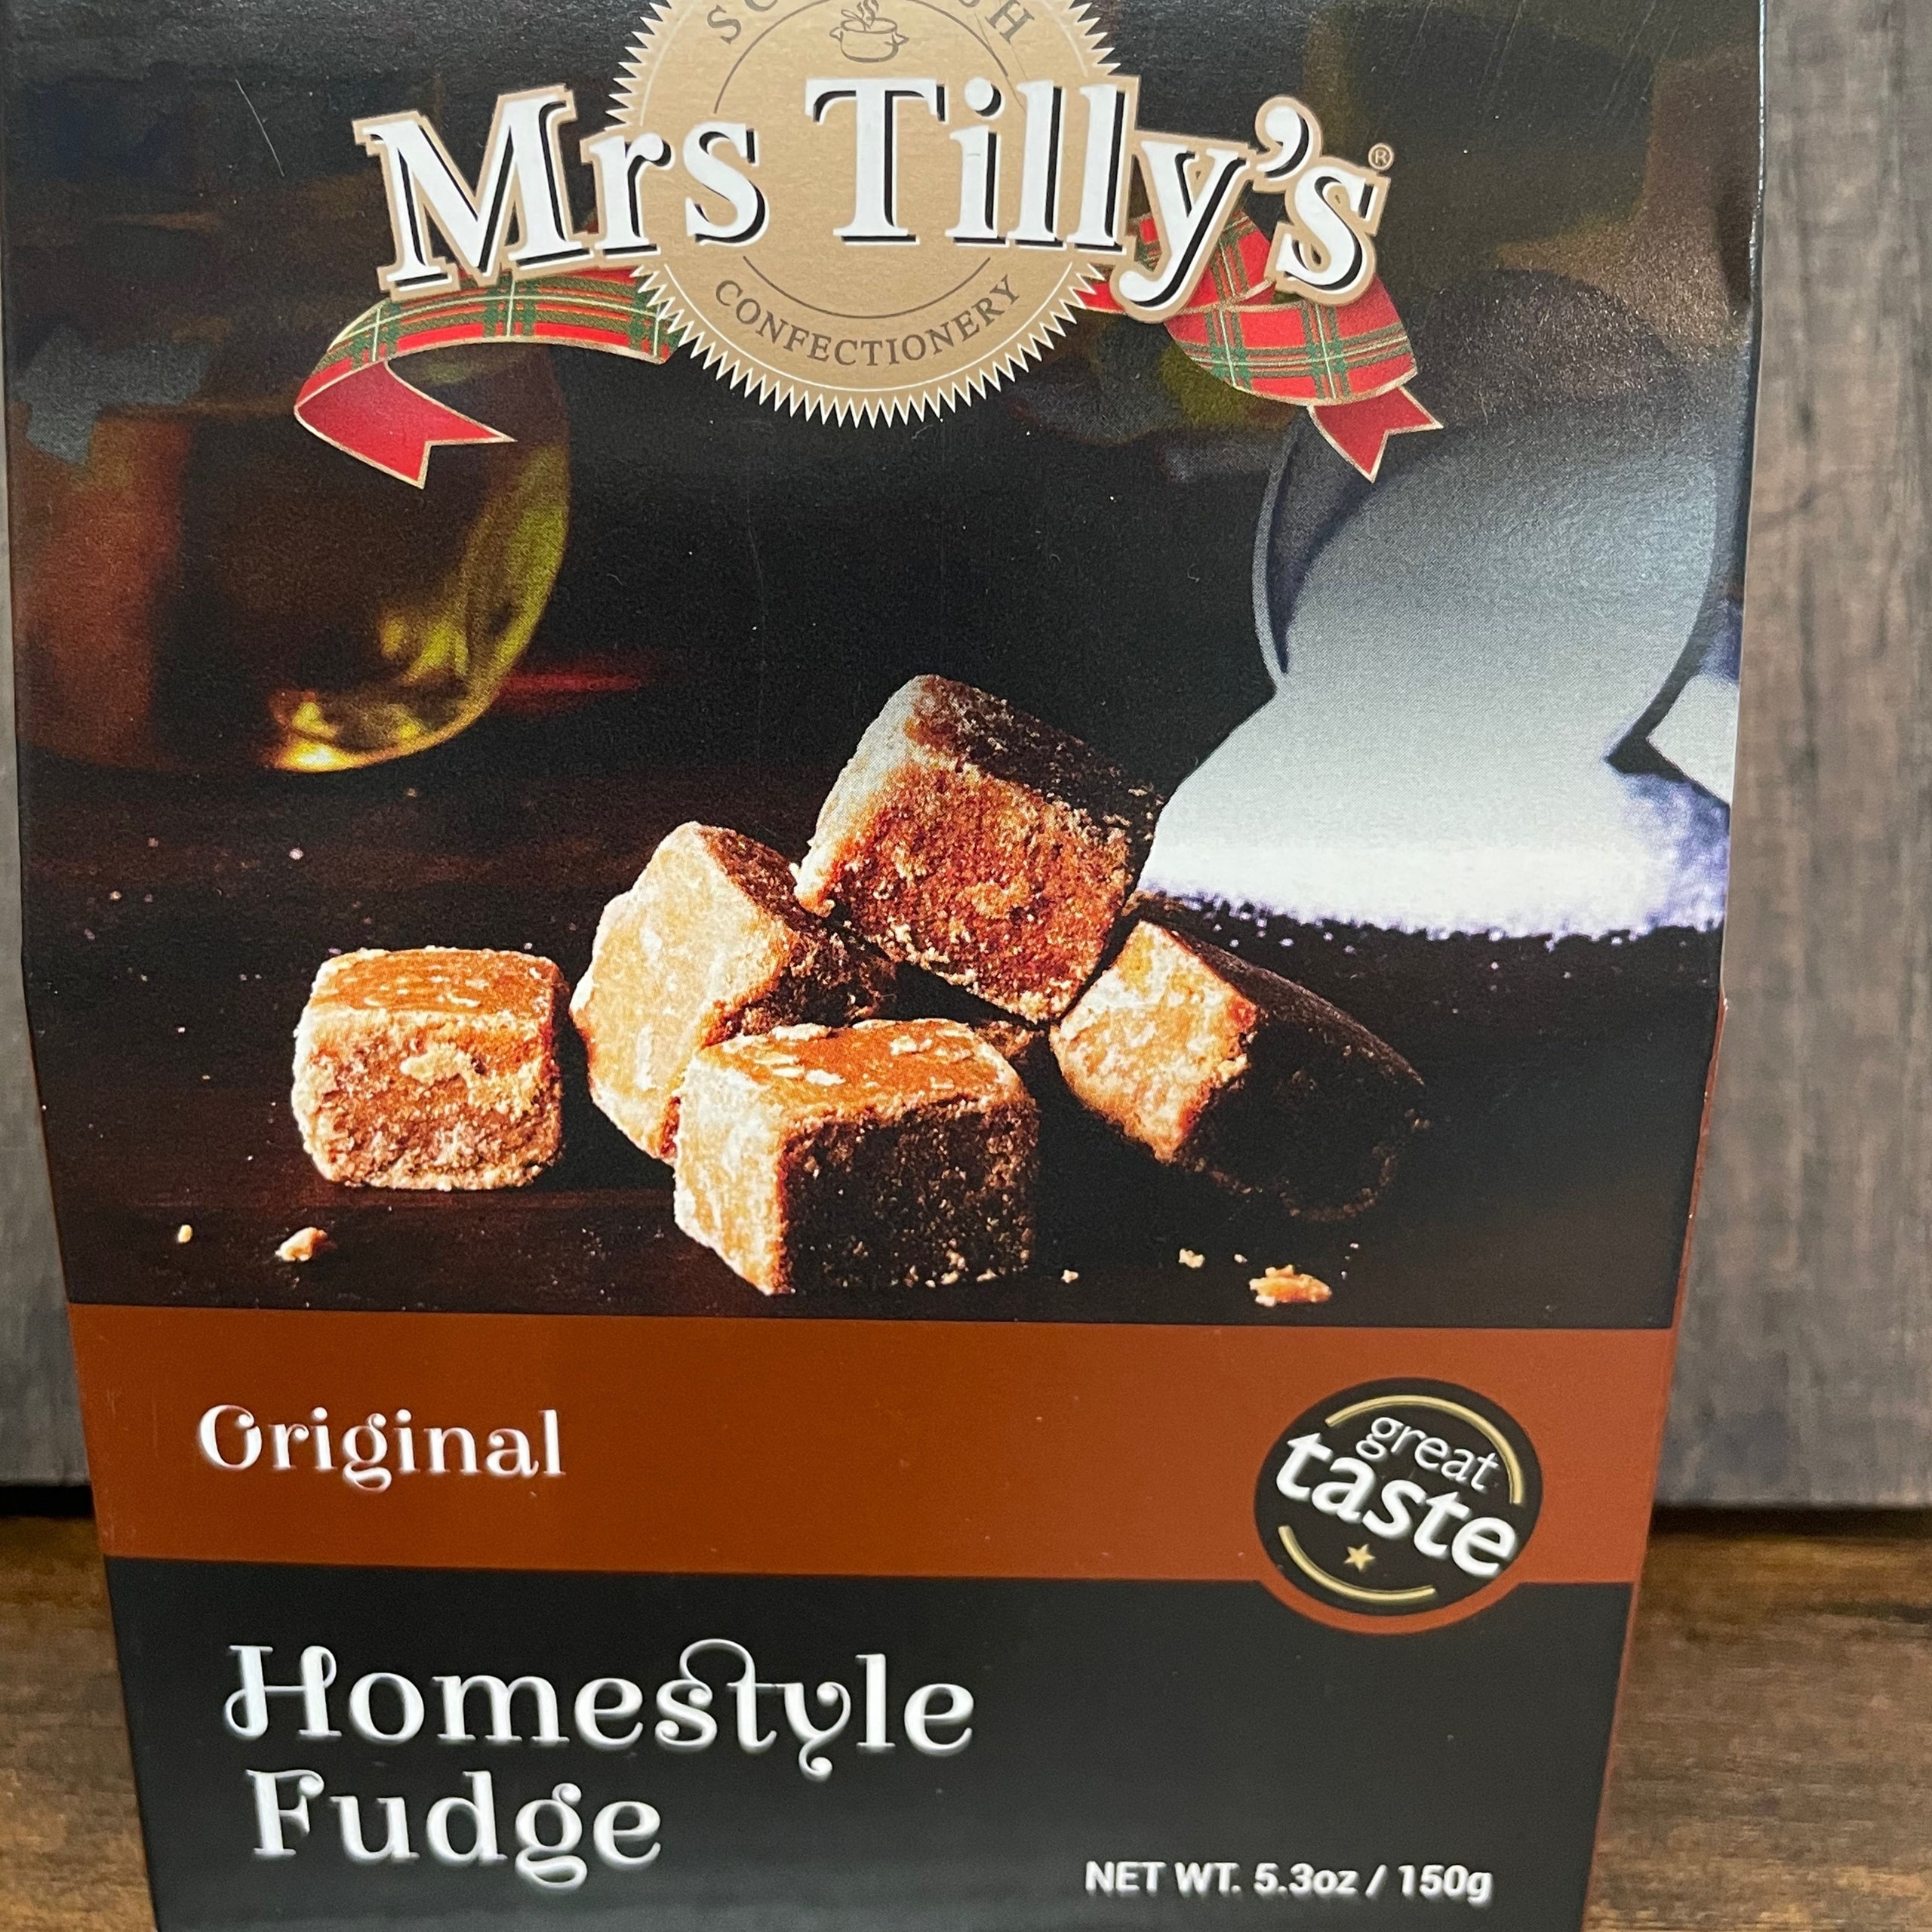 Mrs Tilly's®
CONFECTIONERY
Original
great
taste
Homestyle
Fudge
NET WT. 5.3oz / 150g